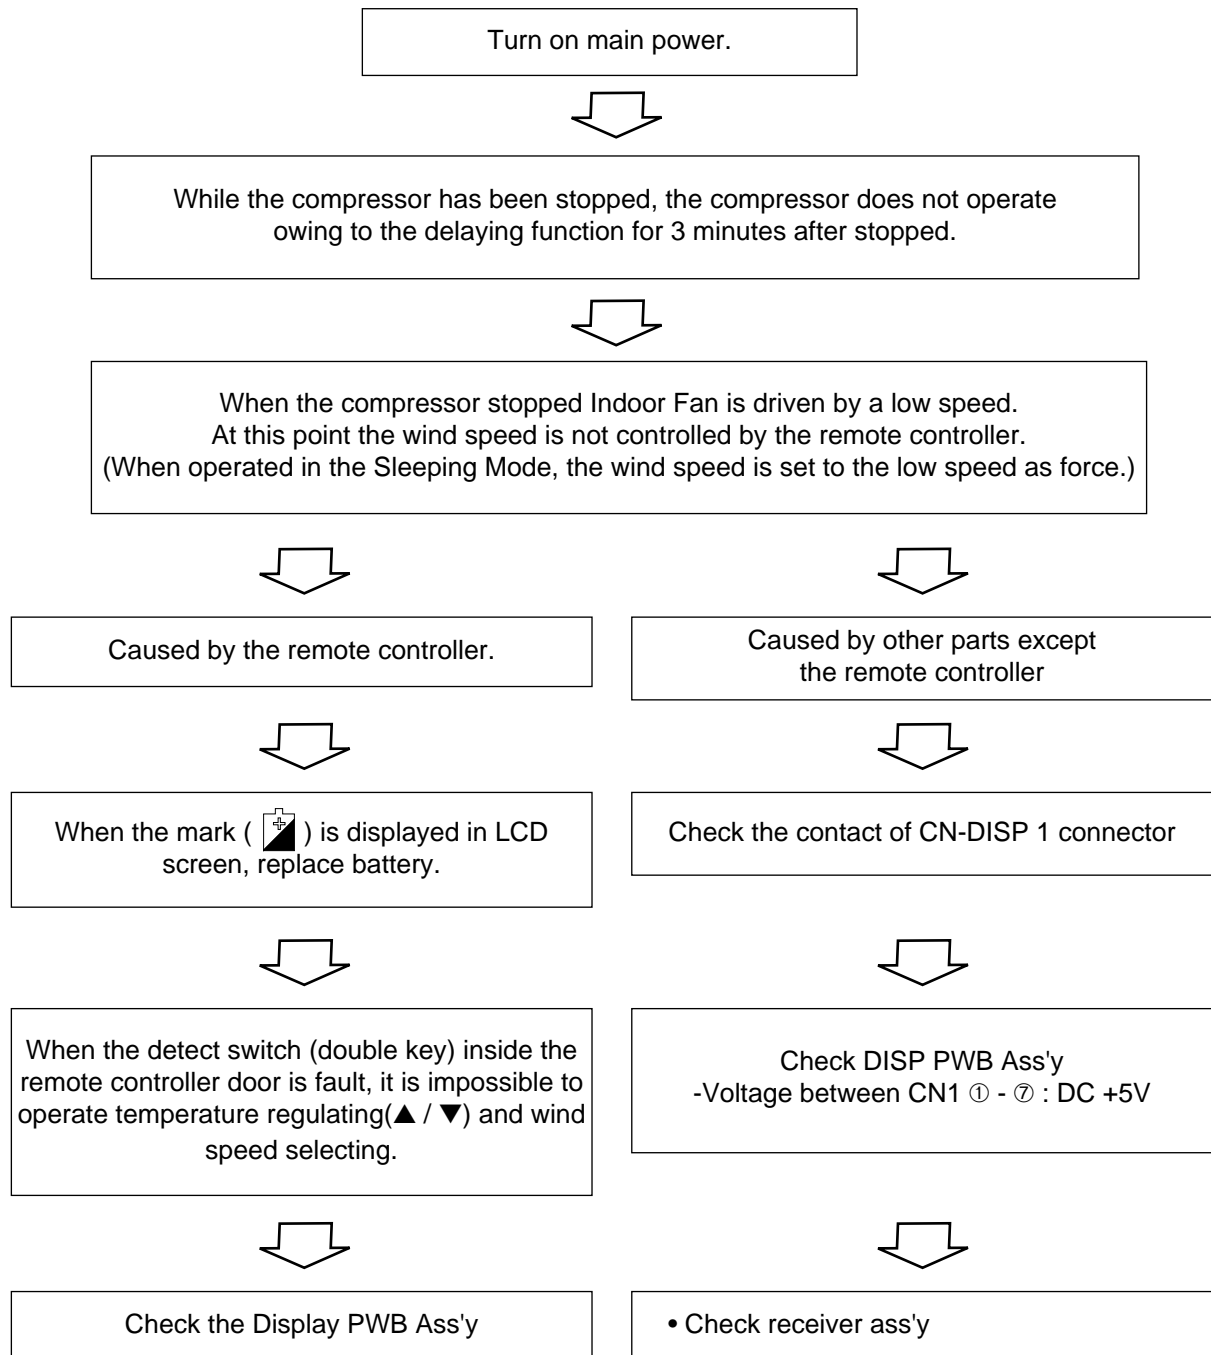 Turn on main power.
While the compressor has been stopped, the compressor does not operate
owing to the delaying function for 3 minutes after stopped.
When the compressor stopped Indoor Fan is driven by a low speed.
At this point the wind speed is not controlled by the remote controller.
(When operated in the Sleeping Mode, the wind speed is set to the low speed as force.)
Caused by the remote controller.
When the mark ( ) is displayed in LCD
screen, replace battery.
When the detect switch (double key) inside the
remote controller door is fault, it is impossible to
operate temperature regulating(▲ / ▼) and wind
speed selecting.
Check the Display PWB Ass'y
Caused by other parts except
the remote controller
Check the contact of CN-DISP 1 connector
Check DISP PWB Ass'y
-Voltage between CN1 ① - ⑦ : DC +5V
• Check receiver ass'y